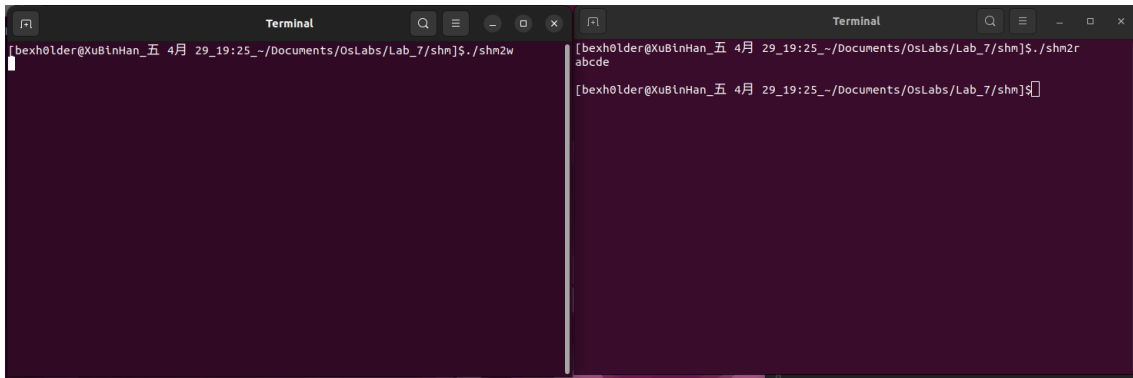 Terminal
[bexh0lder@XuBinHan_五 4月 29_19:25_~/Documents/OsLabs/Lab_7/shm]$./shm2w
Terminal
[bexh0lder@XuBinHan_五 4月 29_19:25_~/Documents/OsLabs/Lab_7/shm]$./shm2r
abcde
[bexh0lder@XuBinHan_五 4月 29_19:25_~/Documents/OsLabs/Lab_7/shm]$